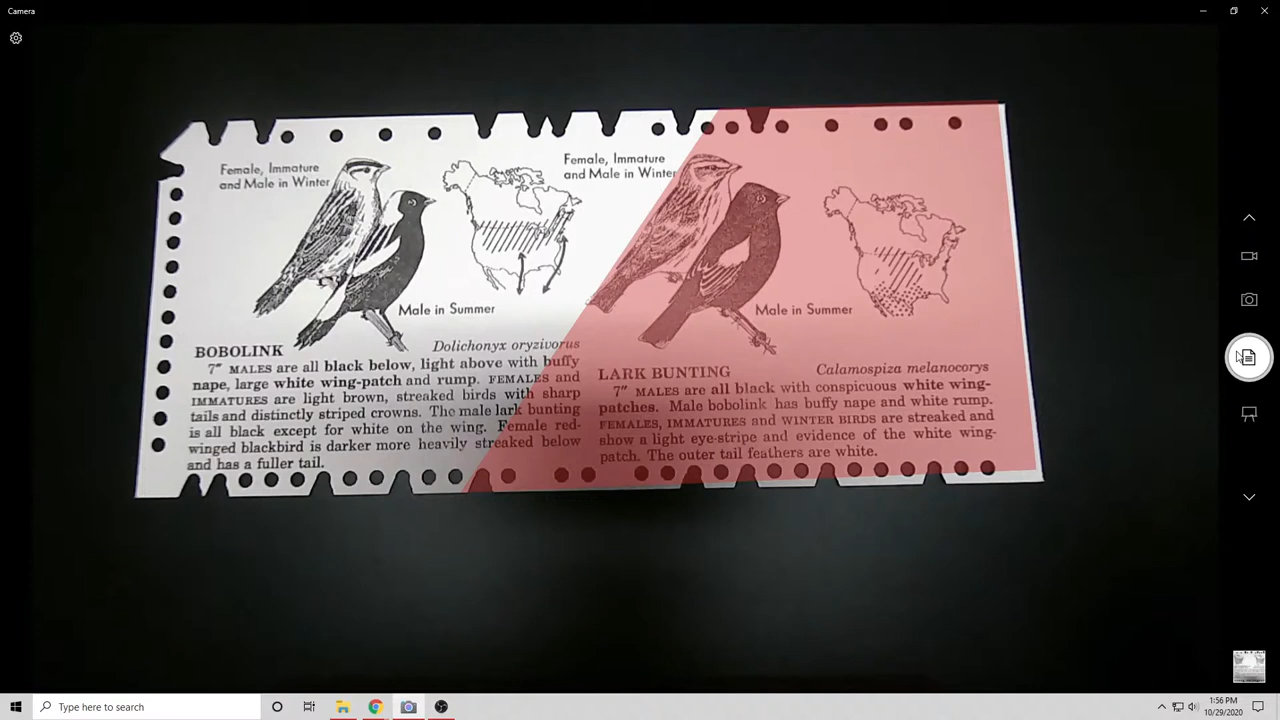 Camera
Female, Immature
and Male in Winter
Male in Summer
BOBOLINK
Dolichonyx oryzivorus
7" MALES are all black below, light above with buffy
nape, large white wing-patch and rump. FEMALES and
IMMATURES are light brown, streaked birds with sharp
tails and distinctly striped crowns. The male lark bunting
is all black except for white on the wing. Female red-
winged blackbird is darker more heavily streaked below
and has a fuller tail.
Female, Immature
and Male in Winter
Male in Summer
LARK BUNTING
Calamospiza melanocorys
7" MALES are all black with conspicuous white wing-
patches. Male bobolink has buffy nape and white rump.
FEMALES, IMMATURES and WINTER BIRDS are streaked and
show a light eye-stripe and evidence of the white wing-
patch. The outer tail feathers are white.
Type here to search
1:56 PM
10/29/2020